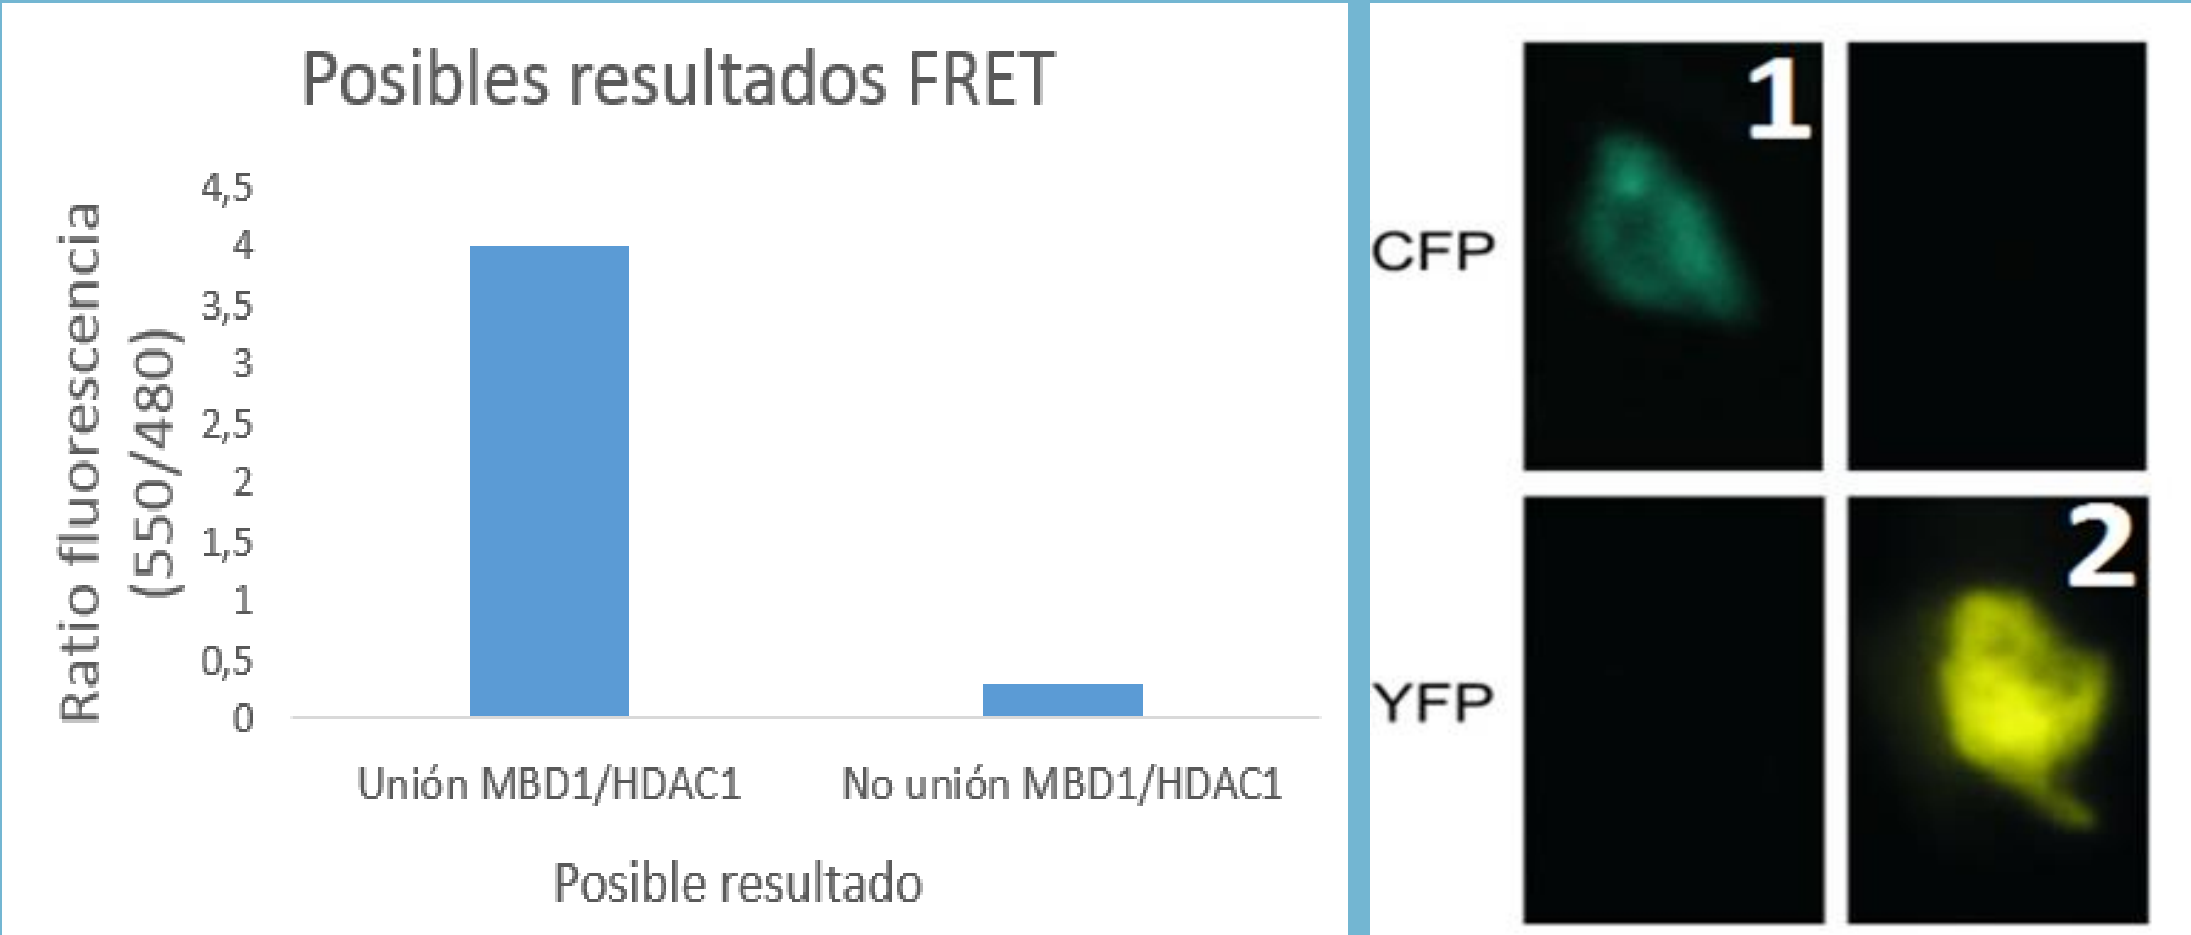 Posibles resultados FRET
Ratio fluorescencia
(550/480)
4,5
4
3,5
3
2,5
2
1,5
1
0,5
0
Unión MBD1/HDAC1
No unión MBD1/HDAC1
Posible resultado
1
CFP
2
YFP